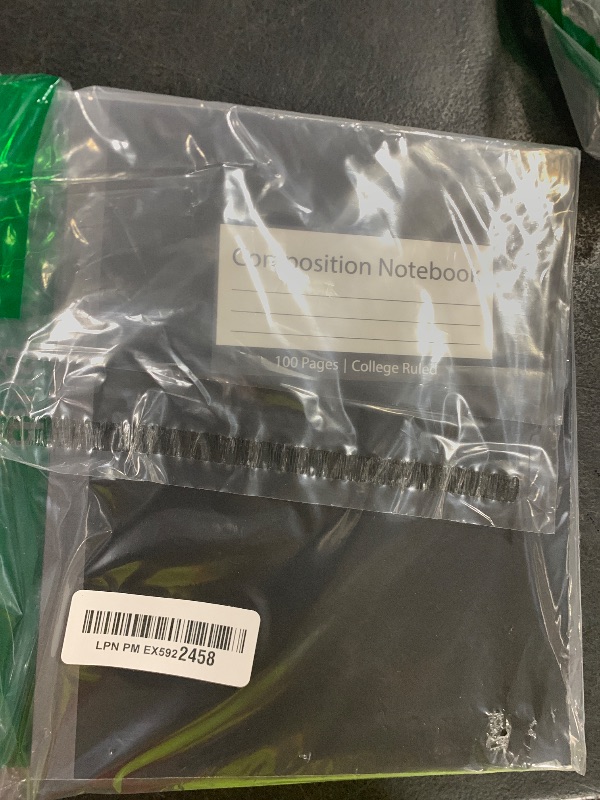 Composition Notebook
100 Pages | College Ruled
LPN PM EX5922458